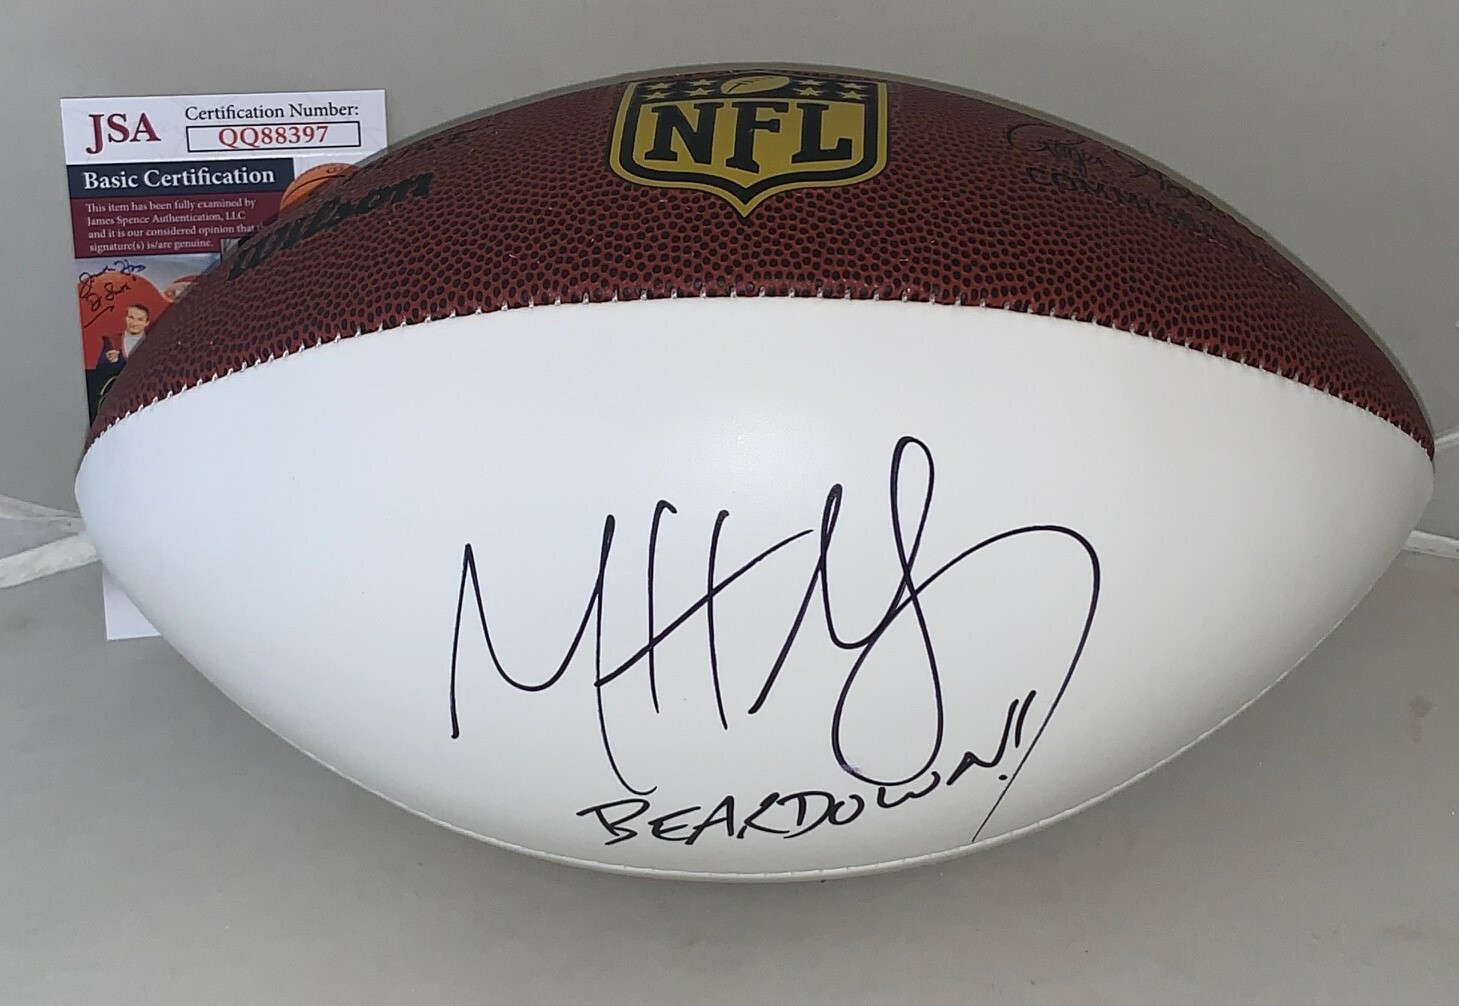 JSA
Certification Number:
QQ88397
Basic Certification
This item has been fully examined by
James Spence Authentication, LLC
and it is our considered opinion that
signature(s) is/are genuine.
NFL
Wilson
BEARDOWN!!